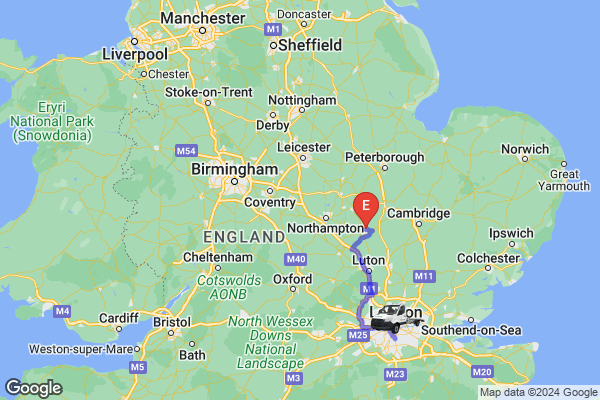 Doncaster
Manchester
M1
Liverpool
Sheffield
Chester
Eryri
National Park
(Snowdonia)
Stoke-on-Trent
Nottingham
Derby
M54
Leicester
Peterborough
Norwich
Birmingham
Great
Yarmouth
Coventry
E
Cambridge
Northampton
ENGLAND
Ipswich
M40
Luton
Cheltenham
M11
Colchester
Cotswolds
AONB
Oxford
M1
M4
Cardiff
Bristol
North Wessex
Downs
National
Landscape
M25
Southend-on-Sea
Weston-super-Mare
Bath
M5
M3
M23
M20
Google
Google
Map data ©2024 Google